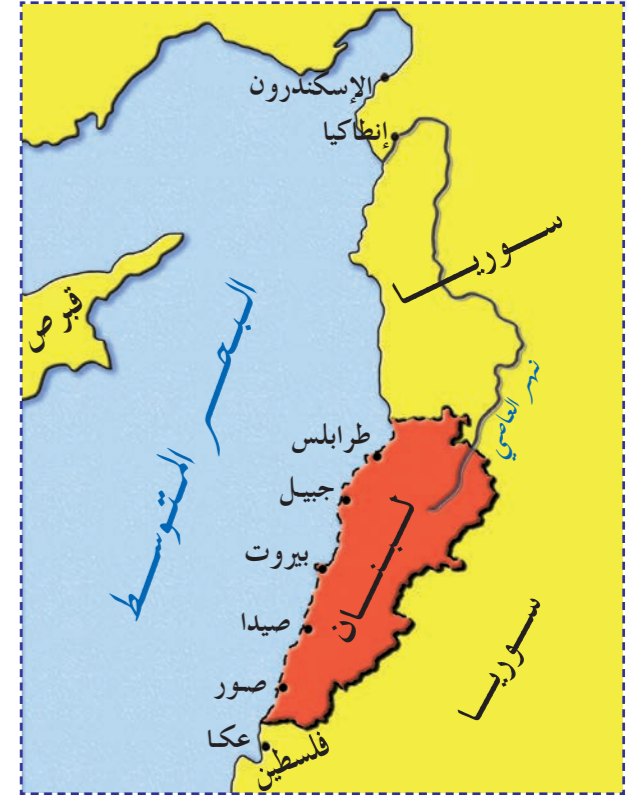 الإسكندرون
إنطاكيا
سوريا
قبرص
البحر المتوسط
نهر العاصي
طرابلس
جبيل
لبنان
بيروت
صيدا
سوريا
صور
عكا
فلسطين